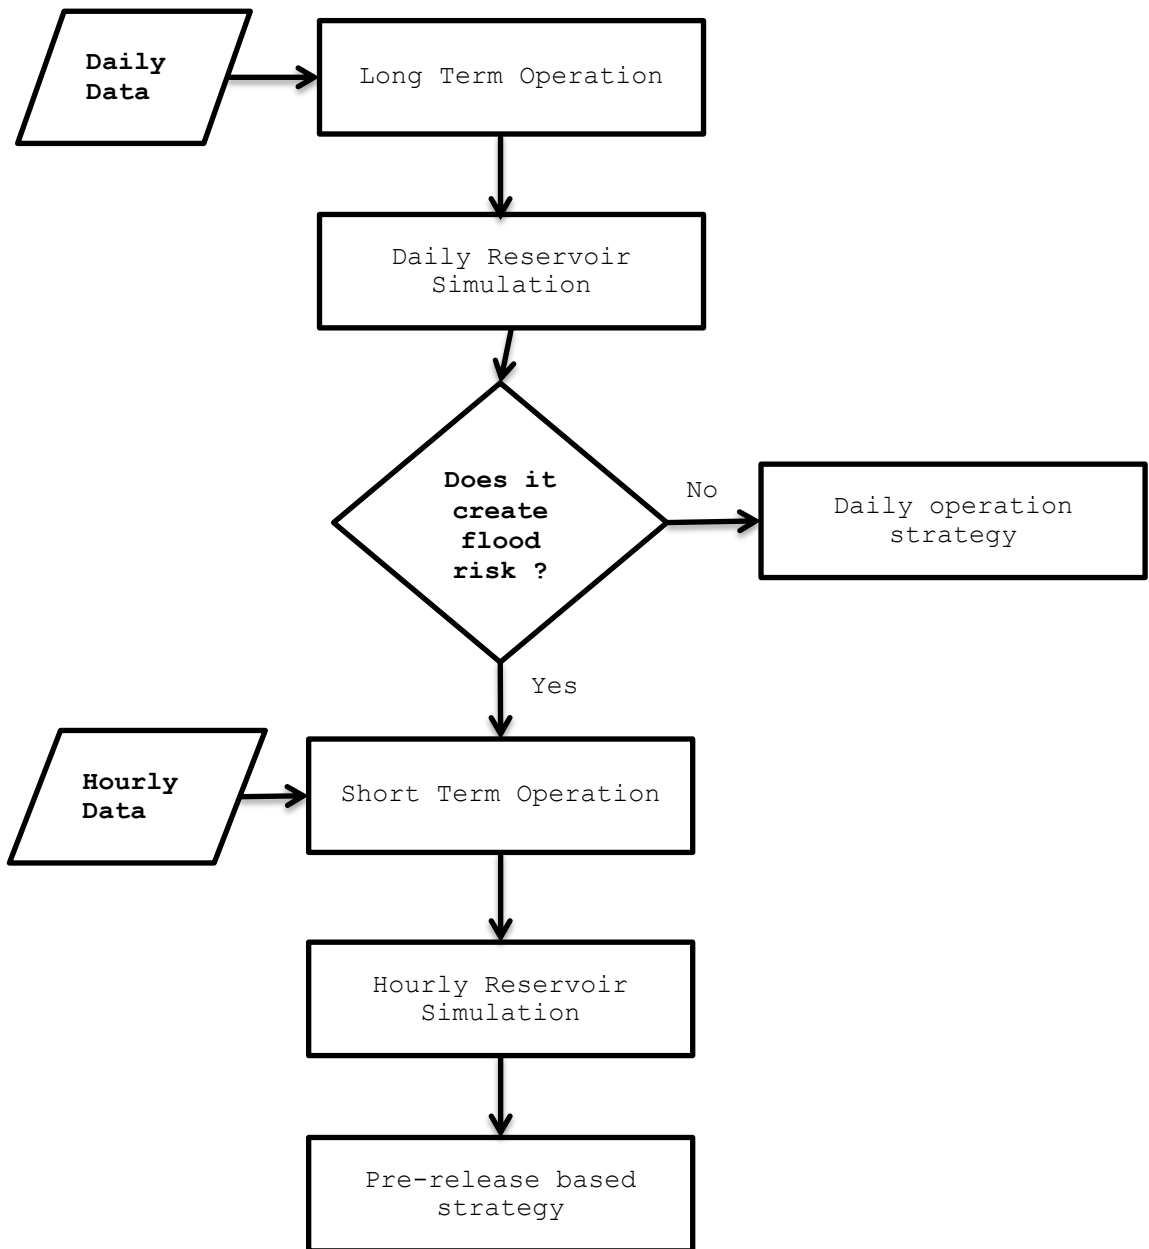 Daily
Data
Long Term Operation
Daily Reservoir
Simulation
Does it
create
flood
risk ?
No
Daily operation
strategy
Yes
Hourly
Data
Short Term Operation
Hourly Reservoir
Simulation
Pre-release based
strategy